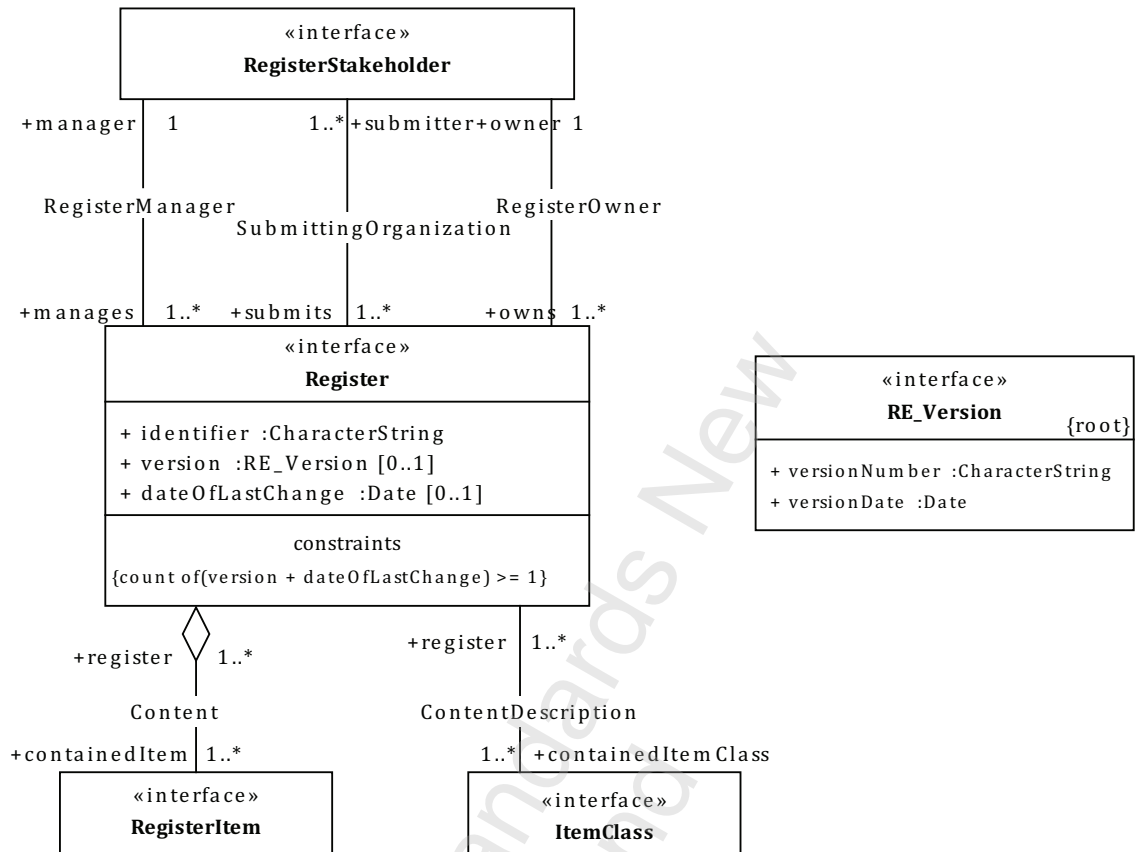 «interface»
RegisterStakeholder
+manager 1 1..* +submitter +owner 1
RegisterManager
RegisterOwner
SubmittingOrganization
+manages 1..* +submits 1..* +owns 1..*
«interface»
Register
+ identifier :CharacterString
+ version :RE_Version [0..1]
+ dateOfLastChange :Date [0..1]
constraints
{count of(version + dateOfLastChange) >= 1}
«interface»
RE_Version
{root}
+ versionNumber :CharacterString
+ versionDate :Date
+register 1..*
+register 1..*
Content
ContentDescription
+containedItem 1..*
1..* +containedItemClass
«interface»
RegisterItem
«interface»
ItemClass
New